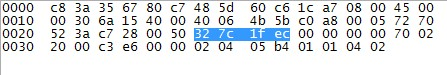 0000 c8 3a 35 67 80 00 48 5d 60 c6 1c a7 08 00 45 00
0010 00 30 6a 15 40 00 40 06 4b 5b c0 a8 00 05 72 70
0020 52 3a c7 28 00 50 32 7c 1f ec 00 00 00 00 70 02
0030 20 00 c3 e6 00 00 02 04 05 b4 01 01 04 02